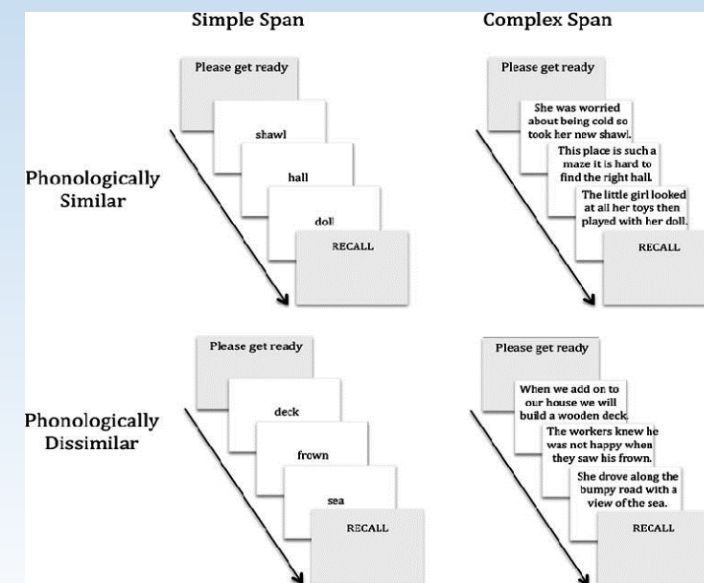 Simple Span
Complex Span
Phonologically
Similar
Please get ready
shawl
hall
doll
RECALL
Please get ready
She was worried
about being cold so
took her new shawl.
This place is such a
maze it is hard to
find the right hall.
The little girl looked
at all her toys then
played with her doll.
RECALL
Phonologically
Dissimilar
Please get ready
deck
frown
sea
RECALL
Please get ready
When we add on to
our house we will
build a wooden deck.
The workers knew he
was not happy when
they saw his frown.
She drove along the
bumpy road with a
view of the sea.
RECALL